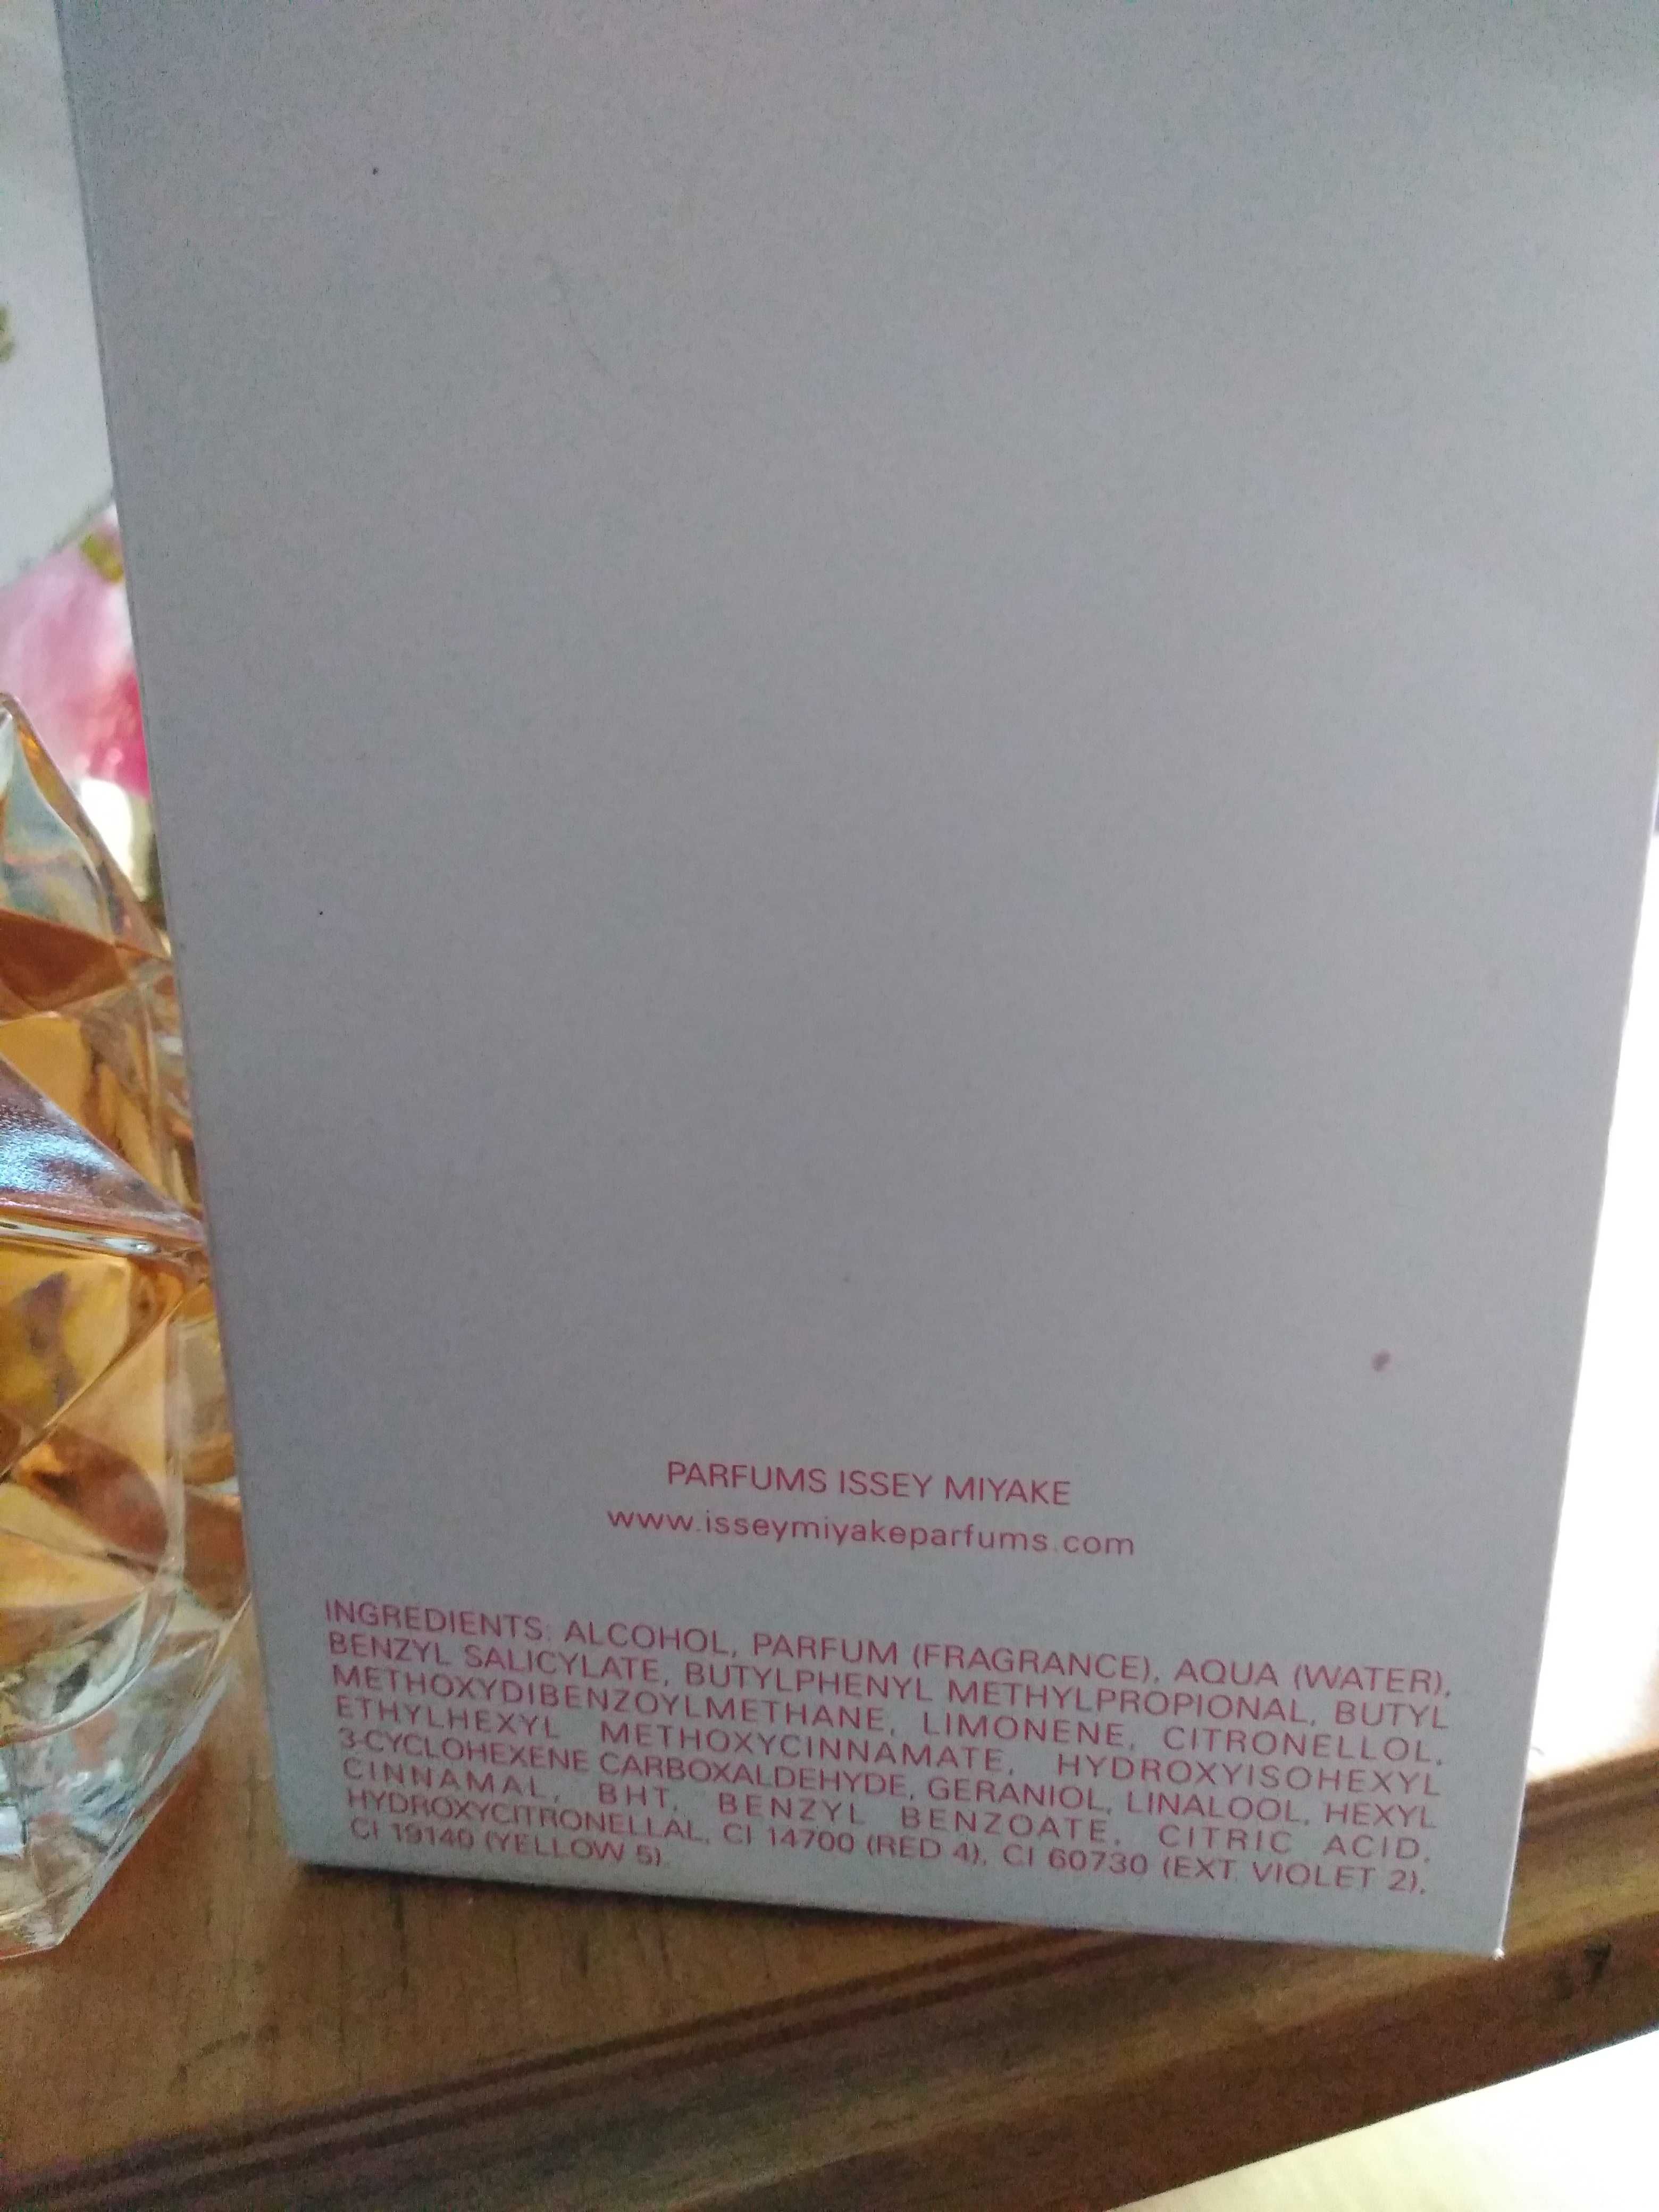 PARFUMS ISSEY MIYAKE
www.isseymiyakeparfums.com
INGREDIENTS: ALCOHOL, PARFUM (FRAGRANCE), AQUA (WATER),
BENZYL SALICYLATE, BUTYLPHENYL METHYLPROPIONAL, BUTYL
METHOXYDIBENZOYLMETHANE, LIMONENE, CITRONELLOL,
ETHYLHEXYL METHOXYCINNAMATE, HYDROXYISOHEXYL
3-CYCLOHEXENE CARBOXALDEHYDE, GERANIOL, LINALOOL, HEXYL
CINNAMAL, BHT, BENZYL BENZOATE, CITRIC ACID,
HYDROXYCITRONELLAL, CI 14700 (RED 4), CI 60730 (EXT. VIOLET 2),
CI 19140 (YELLOW 5).